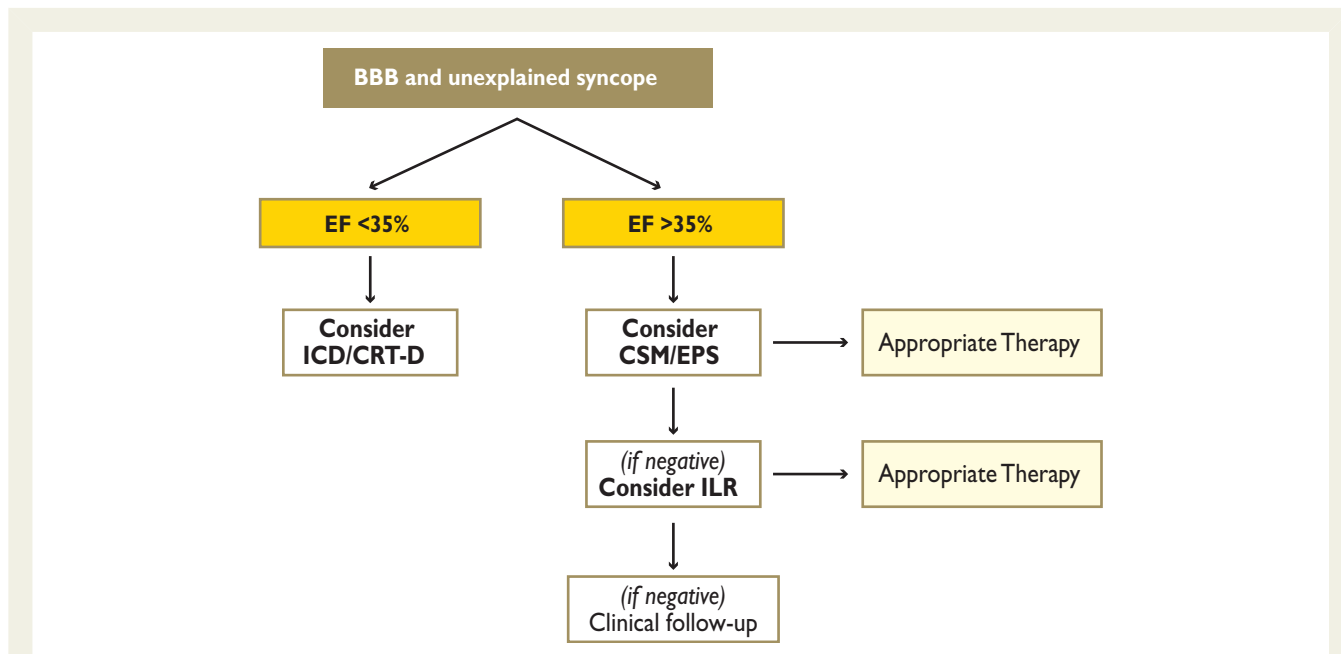 BBB and unexplained syncope
EF <35%
EF >35%
Consider
ICD/CRT-D
Consider
CSM/EPS
Appropriate Therapy
(if negative)
Consider ILR
Appropriate Therapy
(if negative)
Clinical follow-up